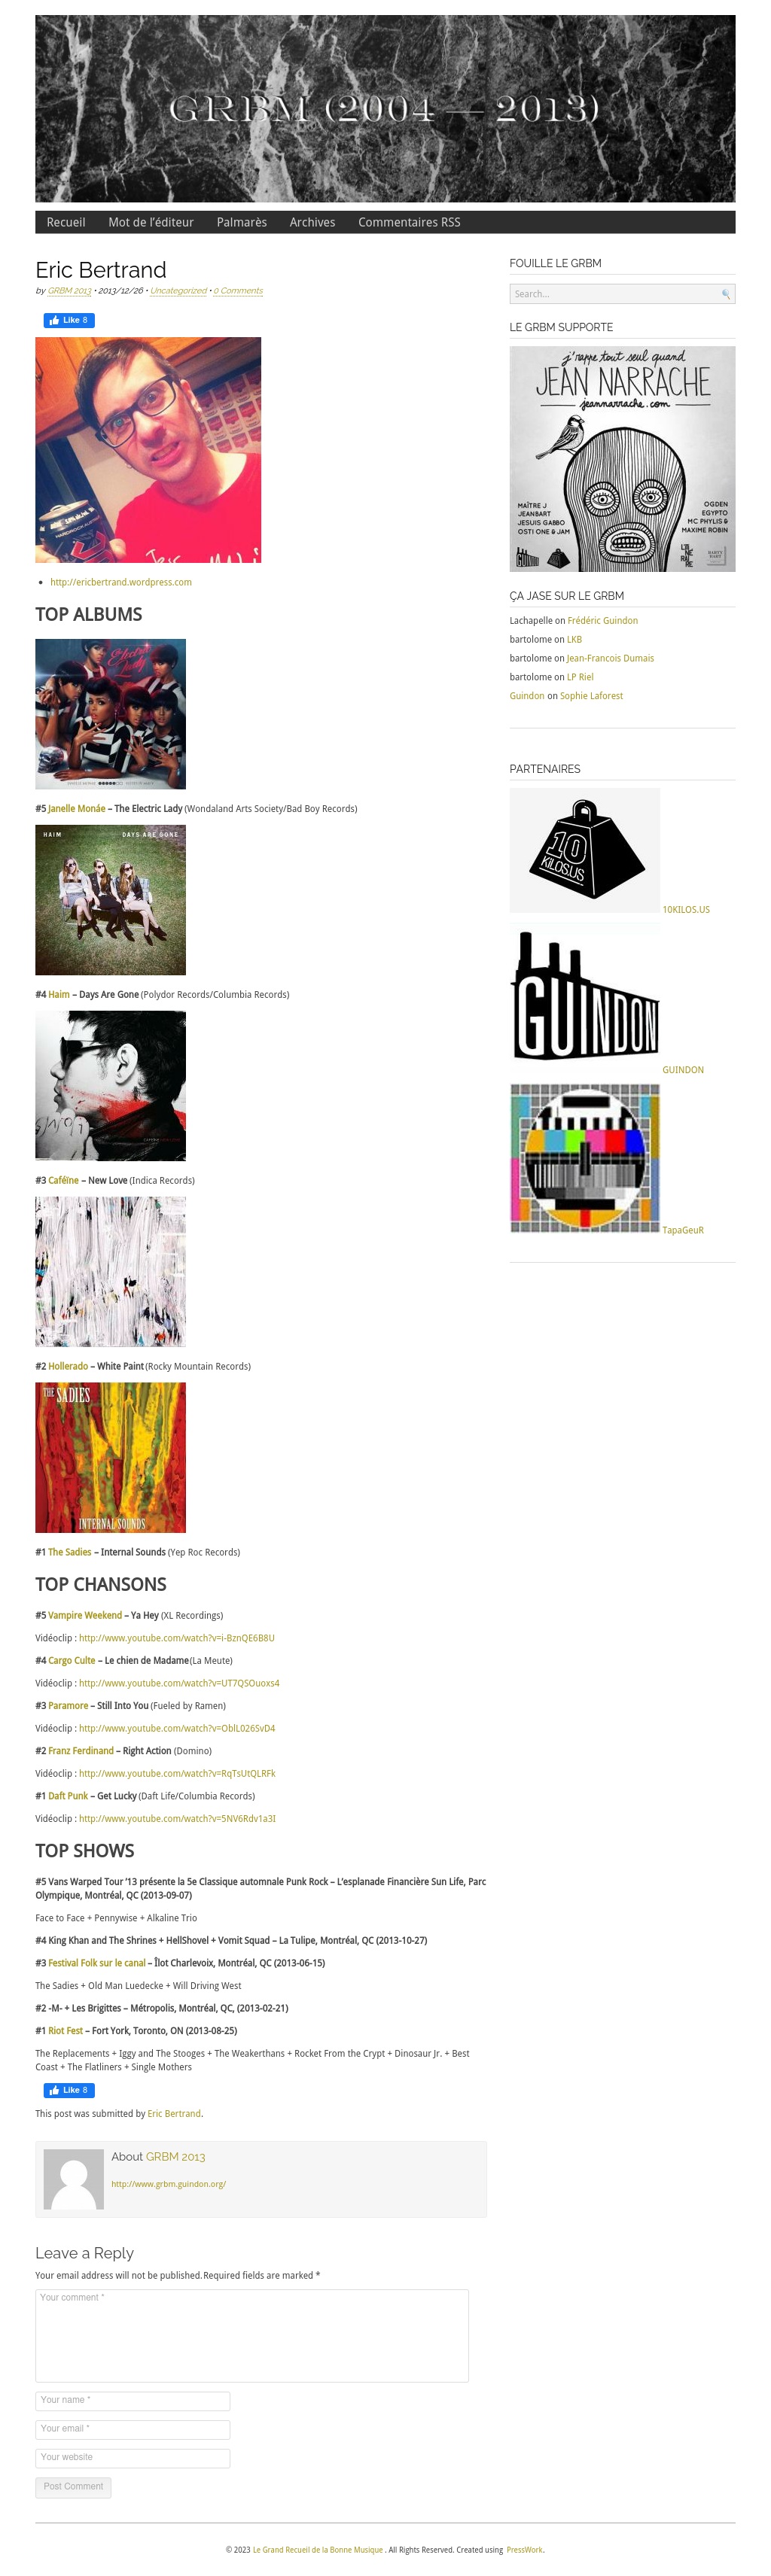 GRBM (2004 — 2013)
Recueil Mot de l'éditeur Palmarès Archives Commentaires RSS
Eric Bertrand
by GRBM 2013 • 2013/12/26 • Uncategorized • 0 Comments
Like 8
http://ericbertrand.wordpress.com
TOP ALBUMS
Electric Lady
#5 Janelle Monáe – The Electric Lady (Wondaland Arts Society/Bad Boy Records)
HAIM DAYS ARE GONE
#4 Haim – Days Are Gone (Polydor Records/Columbia Records)
#3 Caféïne – New Love (Indica Records)
#2 Hollerado – White Paint (Rocky Mountain Records)
THE SADIES
INTERNAL SOUNDS
#1 The Sadies – Internal Sounds (Yep Roc Records)
TOP CHANSONS
#5 Vampire Weekend – Ya Hey (XL Recordings)
Vidéoclip : http://www.youtube.com/watch?v=i-BznQE6B8U
#4 Cargo Culte – Le chien de Madame (La Meute)
Vidéoclip : http://www.youtube.com/watch?v=UT7QSOuoxs4
#3 Paramore – Still Into You (Fueled by Ramen)
Vidéoclip : http://www.youtube.com/watch?v=OblL026SvD4
#2 Franz Ferdinand – Right Action (Domino)
Vidéoclip : http://www.youtube.com/watch?v=RqTsUtQLRFk
#1 Daft Punk – Get Lucky (Daft Life/Columbia Records)
Vidéoclip : http://www.youtube.com/watch?v=5NV6Rdv1a3I
TOP SHOWS
#5 Vans Warped Tour '13 présente la 5e Classique automnale Punk Rock – L'esplanade Financière Sun Life, Parc
Olympique, Montréal, QC (2013-09-07)
Face to Face + Pennywise + Alkaline Trio
#4 King Khan and The Shrines + HellShovel + Vomit Squad – La Tulipe, Montréal, QC (2013-10-27)
#3 Festival Folk sur le canal – Îlot Charlevoix, Montréal, QC (2013-06-15)
The Sadies + Old Man Luedecke + Will Driving West
#2 -M- + Les Brigittes – Métropolis, Montréal, QC, (2013-02-21)
#1 Riot Fest – Fort York, Toronto, ON (2013-08-25)
The Replacements + Iggy and The Stooges + The Weakerthans + Rocket From the Crypt + Dinosaur Jr. + Best
Coast + The Flatliners + Single Mothers
Like 8
This post was submitted by Eric Bertrand.
About GRBM 2013
http://www.grbm.guindon.org/
Leave a Reply
Your email address will not be published. Required fields are marked *
Your comment *
Your name *
Your email *
Your website
Post Comment
FOUILLE LE GRBM
Search...
LE GRBM SUPPORTE
j'rappe tout seul quand
JEAN NARRACHE
jeannarrache.com
MAÎTRE J
JEANBART
JESUIS GABBO
OSTI ONE & JAM
OGDEN
EGYPTO
MC PHYLIS &
MAXIME ROBIN
ÇA JASE SUR LE GRBM
Lachapelle on Frédéric Guindon
bartolome on LKB
bartolome on Jean-Francois Dumais
bartolome on LP Riel
Guindon on Sophie Laforest
PARTENAIRES
10
KILOS.US
10KILOS.US
GUINDON
GUINDON
TapaGeuR
© 2023 Le Grand Recueil de la Bonne Musique . All Rights Reserved. Created using PressWork.